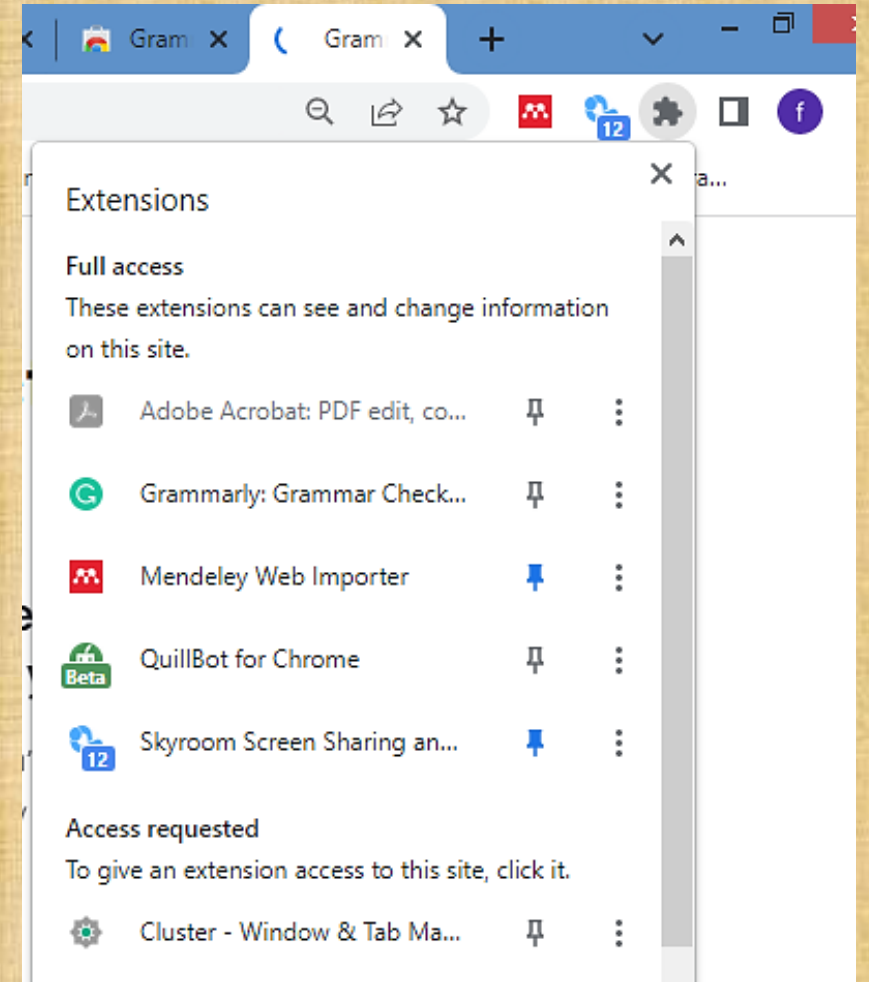 Gram
Gram
12
f
a...
Extensions
Full access
These extensions can see and change information
on this site.
Adobe Acrobat: PDF edit, co...
Grammarly: Grammar Check...
Mendeley Web Importer
QuillBot for Chrome
Beta
Skyroom Screen Sharing an...
12
Access requested
To give an extension access to this site, click it.
Cluster - Window & Tab Ma...